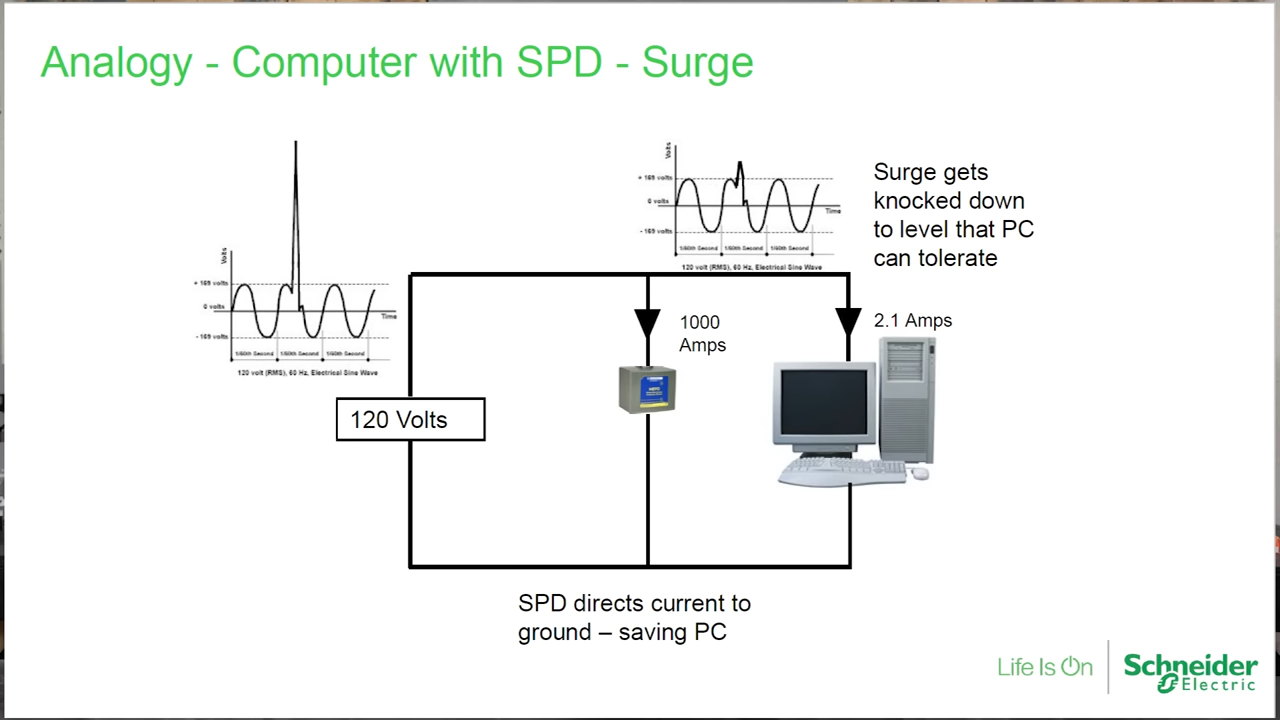 Analogy - Computer with SPD - Surge
Volts
+ 169 volts
0 volts
Time
- 169 volts
1/60th Second
1/60th Second
1/60th Second
120 volt (RMS), 60 Hz, Electrical Sine Wave
Volts
+ 169 volts
0 volts
Time
- 169 volts
1/60th Second
1/60th Second
1/60th Second
120 volt (RMS), 60 Hz, Electrical Sine Wave
Surge gets
knocked down
to level that PC
can tolerate
1000
Amps
2.1 Amps
120 Volts
SPD directs current to
ground – saving PC
Life Is On
Schneider
Electric